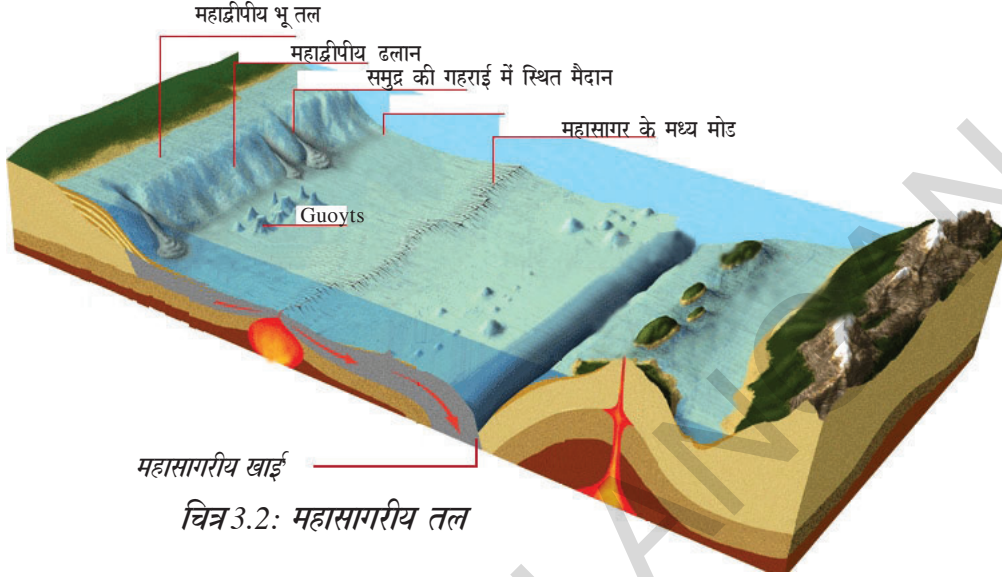 महाद्वीपीय भू तल
महाद्वीपीय ढलान
समुद्र की गहराई में स्थित मैदान
महासागर के मध्य मोड
Guoyts
महासागरीय खाई
चित्र 3.2: महासागरीय तल